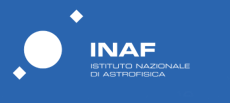 INAF
ISTITUTO NAZIONALE
DI ASTROFISICA